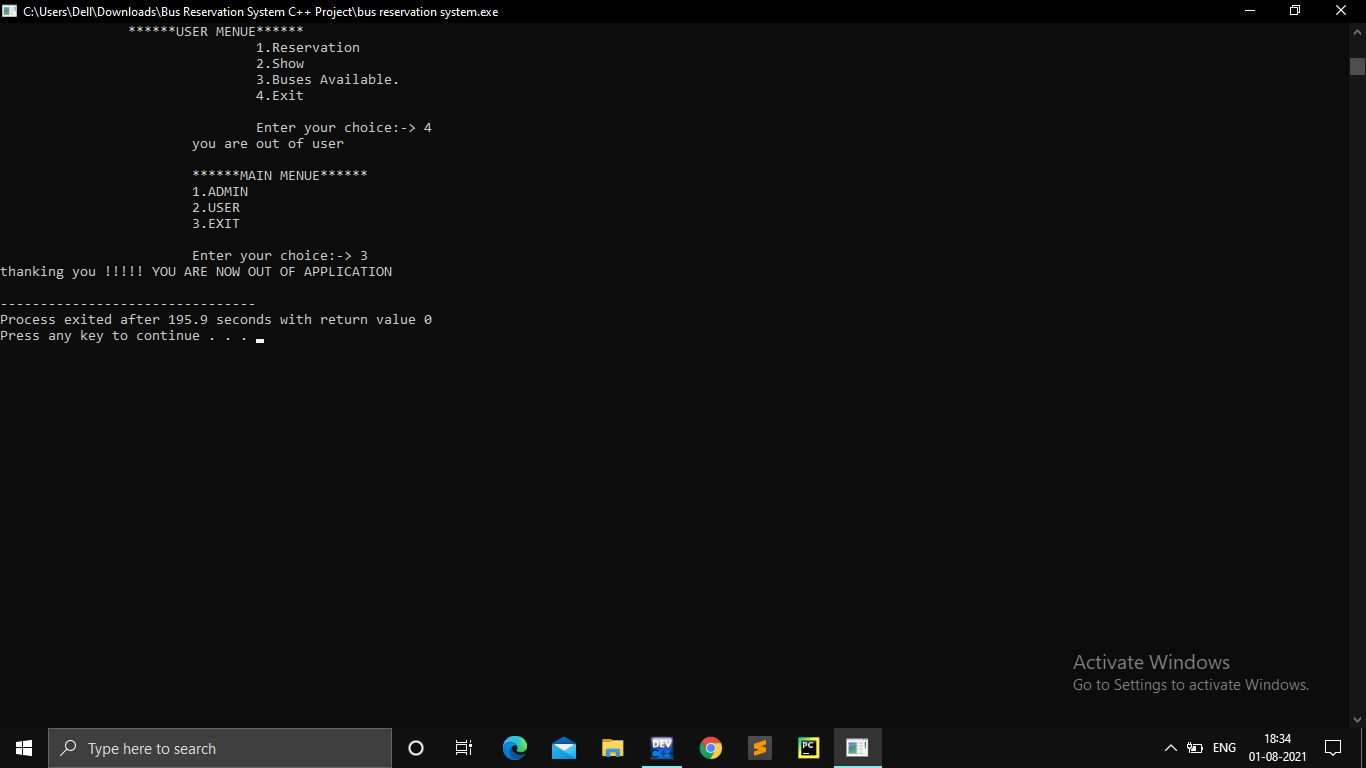 C:\Users\Dell\Downloads\Bus Reservation System C++ Project\bus reservation system.exe
******USER MENUE******
1.Reservation
2.Show
3.Buses Available.
4.Exit
Enter your choice:-> 4
you are out of user
******MAIN MENUE******
1.ADMIN
2.USER
3.EXIT
Enter your choice:-> 3
thanking you !!!!! YOU ARE NOW OUT OF APPLICATION
--------------------------------
Process exited after 195.9 seconds with return value 0
Press any key to continue . . .
Activate Windows
Go to Settings to activate Windows.
Type here to search
DEV
PC
ENG
18:34
01-08-2021